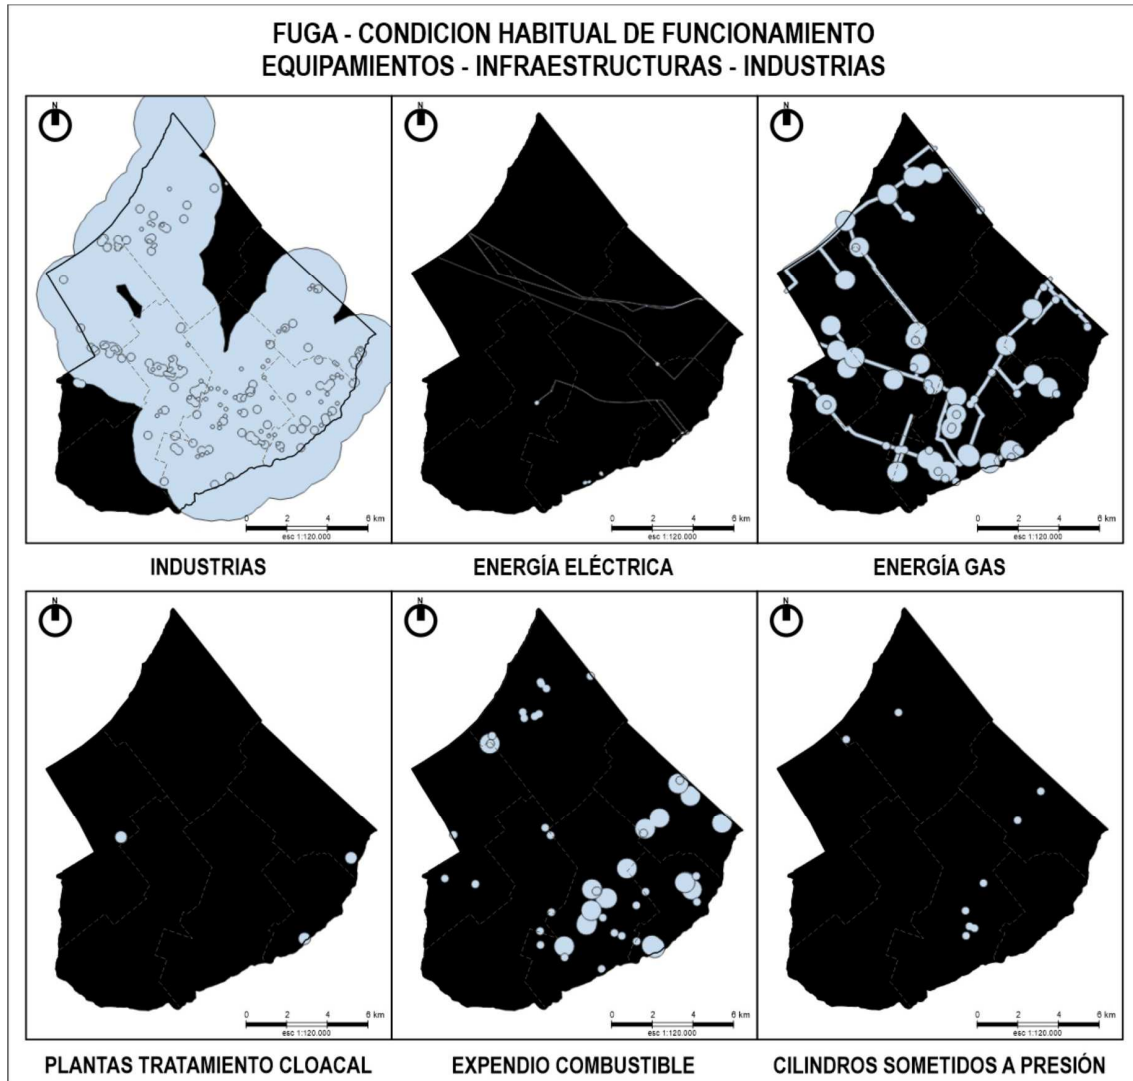 FUGA - CONDICION HABITUAL DE FUNCIONAMIENTO
EQUIPAMIENTOS - INFRAESTRUCTURAS - INDUSTRIAS
N
0 2 4 6 km
esc 1:120.000
N
0 2 4 6 km
esc 1:120.000
N
0 2 4 6 km
esc 1:120.000
INDUSTRIAS
ENERGÍA ELÉCTRICA
ENERGÍA GAS
N
0 2 4 6 km
esc 1:120.000
N
0 2 4 6 km
esc 1:120.000
N
0 2 4 6 km
esc 1:120.000
PLANTAS TRATAMIENTO CLOACAL
EXPENDIO COMBUSTIBLE
CILINDROS SOMETIDOS A PRESIÓN